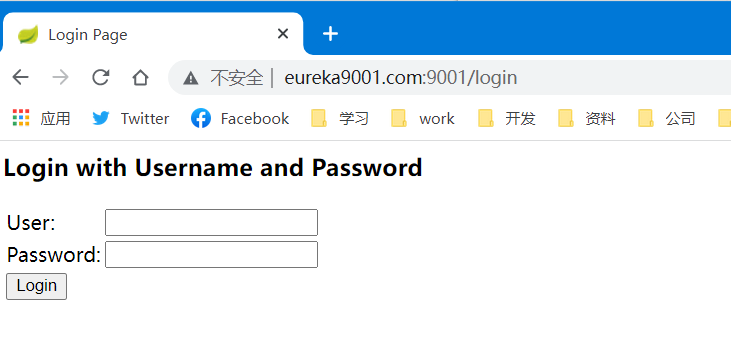 Login Page
不安全 | eureka9001.com:9001/login
应用 Twitter Facebook 学习 work 开发 资料 公司
Login with Username and Password
User:
Password:
Login